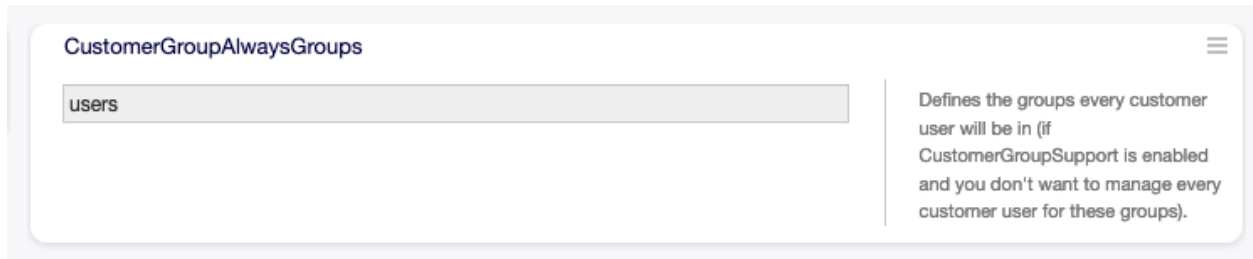 CustomerGroupAlwaysGroups
users
Defines the groups every customer
user will be in (if
CustomerGroupSupport is enabled
and you don't want to manage every
customer user for these groups).